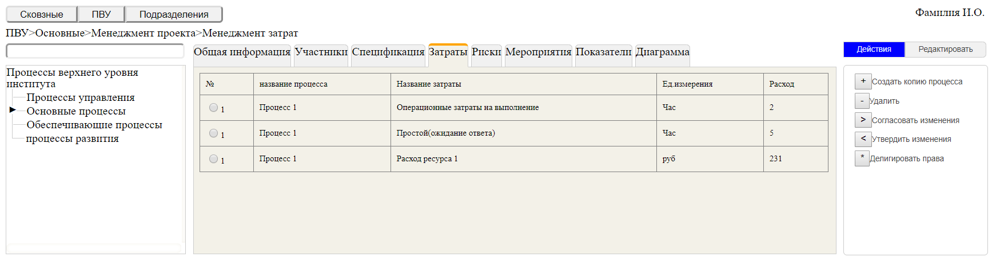 Сковзные ПВУ Подразделения
Фамилия И.О.
ПВУ>Основные>Менеджмент проекта>Менеджмент затрат
Процессы верхнего уровня
института
Процессы управления
Основные процессы
Обеспечивающие процессы
процессы развития
Общая информация Участники Спецификация Затраты Риски Мероприятия Показатели Диаграмма
№ название процесса Название затраты Ед.измерения Расход
1 Процесс 1 Операционные затраты на выполнение Час 2
1 Процесс 1 Простой(ожидание ответа) Час 5
1 Процесс 1 Расход ресурса 1 руб 231
Действия Редактировать
+ Создать копию процесса
- Удалить
> Согласовать изменения
< Утвердить изменения
* Делигировать права